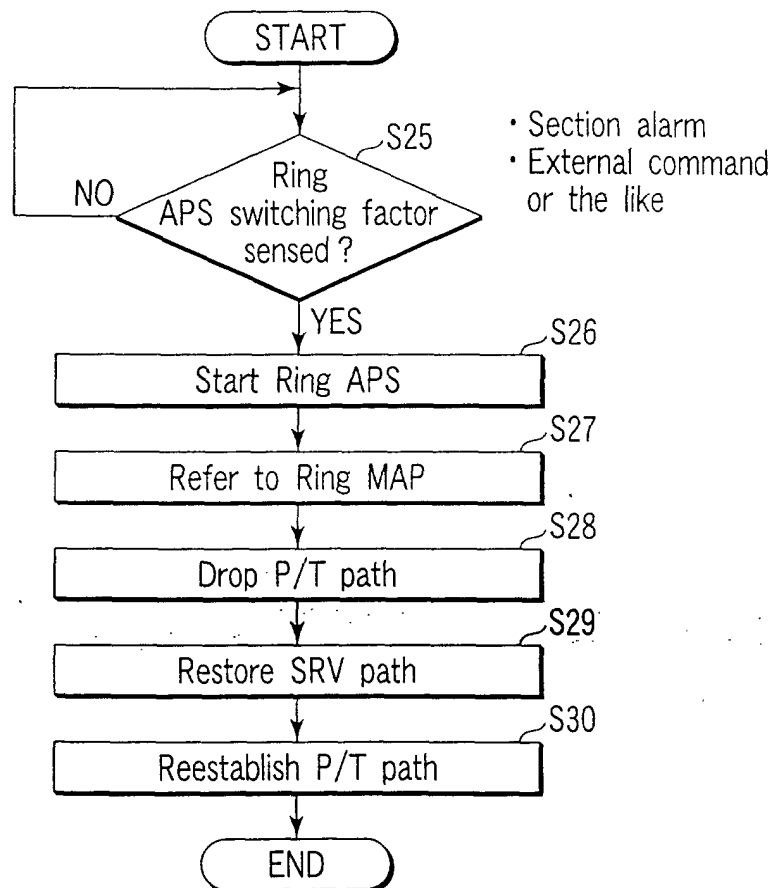 START
S25
Ring
APS switching factor
sensed ?
NO
· Section alarm
· External command
or the like
YES
S26
Start Ring APS
S27
Refer to Ring MAP
S28
Drop P/T path
S29
Restore SRV path
S30
Reestablish P/T path
END